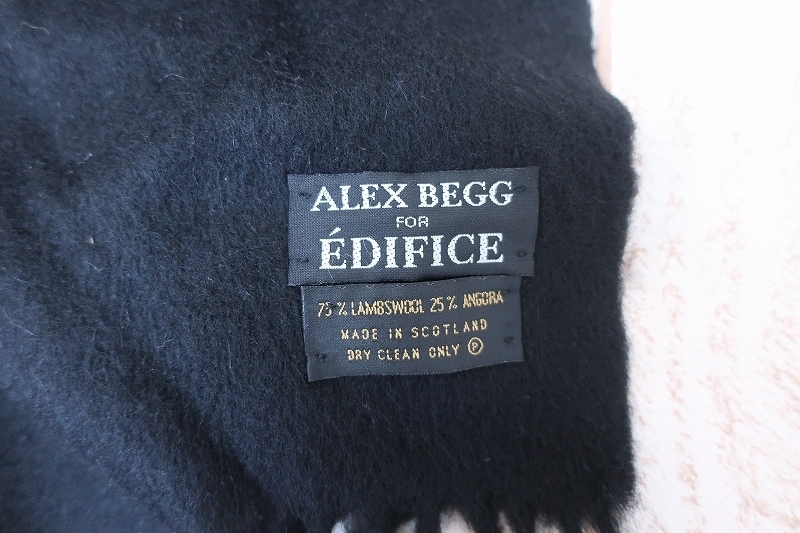 ALEX BEGG
FOR
ÉDIFICE
75% LAMBSWOOL 25% ANGORA
MADE IN SCOTLAND
DRY CLEAN ONLY Ⓟ